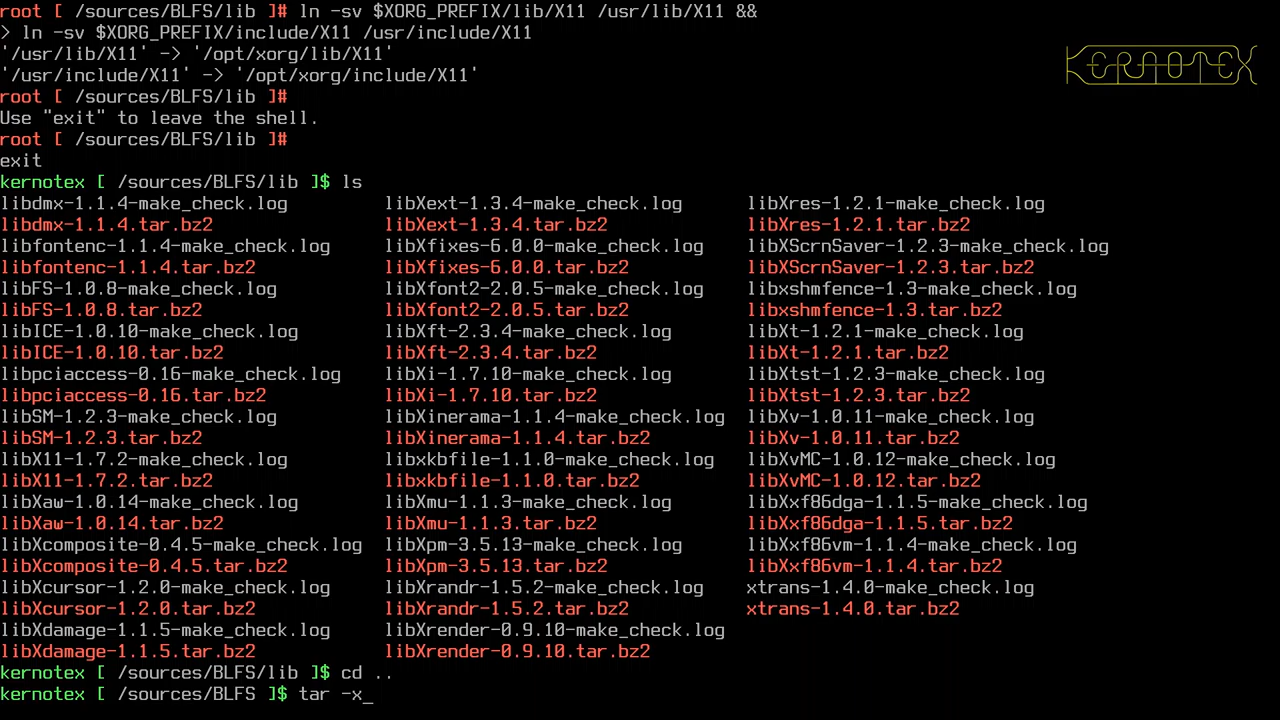 root [ /sources/BLFS/lib ]# ln -sv $XORG_PREFIX/lib/X11 /usr/lib/X11 &&
> ln -sv $XORG_PREFIX/include/X11 /usr/include/X11
'/usr/lib/X11' -> '/opt/xorg/lib/X11'
'/usr/include/X11' -> '/opt/xorg/include/X11'
KERNOTEX
root [ /sources/BLFS/lib ]#
Use "exit" to leave the shell.
root [ /sources/BLFS/lib ]#
exit
kernotex [ /sources/BLFS/lib ]$ ls
libdmx-1.1.4-make_check.log libXext-1.3.4-make_check.log libXres-1.2.1-make_check.log
libdmx-1.1.4.tar.bz2 libXext-1.3.4.tar.bz2 libXres-1.2.1.tar.bz2
libfontenc-1.1.4-make_check.log libXfixes-6.0.0-make_check.log libXScrnSaver-1.2.3-make_check.log
libfontenc-1.1.4.tar.bz2 libXfixes-6.0.0.tar.bz2 libXScrnSaver-1.2.3.tar.bz2
libFS-1.0.8-make_check.log libXfont2-2.0.5-make_check.log libxshmfence-1.3-make_check.log
libFS-1.0.8.tar.bz2 libXfont2-2.0.5.tar.bz2 libxshmfence-1.3.tar.bz2
libICE-1.0.10-make_check.log libXft-2.3.4-make_check.log libXt-1.2.1-make_check.log
libICE-1.0.10.tar.bz2 libXft-2.3.4.tar.bz2 libXt-1.2.1.tar.bz2
libpciaccess-0.16-make_check.log libXi-1.7.10-make_check.log libXtst-1.2.3-make_check.log
libpciaccess-0.16.tar.bz2 libXi-1.7.10.tar.bz2 libXtst-1.2.3.tar.bz2
libSM-1.2.3-make_check.log libXinerama-1.1.4-make_check.log libXv-1.0.11-make_check.log
libSM-1.2.3.tar.bz2 libXinerama-1.1.4.tar.bz2 libXv-1.0.11.tar.bz2
libX11-1.7.2-make_check.log libxkbfile-1.1.0-make_check.log libXvMC-1.0.12-make_check.log
libX11-1.7.2.tar.bz2 libxkbfile-1.1.0.tar.bz2 libXvMC-1.0.12.tar.bz2
libXaw-1.0.14-make_check.log libXmu-1.1.3-make_check.log libXxf86dga-1.1.5-make_check.log
libXaw-1.0.14.tar.bz2 libXmu-1.1.3.tar.bz2 libXxf86dga-1.1.5.tar.bz2
libXcomposite-0.4.5-make_check.log libXpm-3.5.13-make_check.log libXxf86vm-1.1.4-make_check.log
libXcomposite-0.4.5.tar.bz2 libXpm-3.5.13.tar.bz2 libXxf86vm-1.1.4.tar.bz2
libXcursor-1.2.0-make_check.log libXrandr-1.5.2-make_check.log xtrans-1.4.0-make_check.log
libXcursor-1.2.0.tar.bz2 libXrandr-1.5.2.tar.bz2 xtrans-1.4.0.tar.bz2
libXdamage-1.1.5-make_check.log libXrender-0.9.10-make_check.log
libXdamage-1.1.5.tar.bz2 libXrender-0.9.10.tar.bz2
kernotex [ /sources/BLFS/lib ]$ cd ..
kernotex [ /sources/BLFS ]$ tar -x_